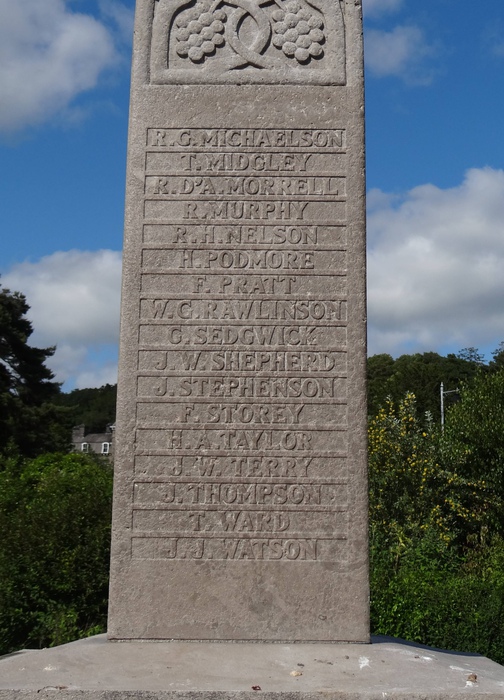 R.G.MICHAELSON
T.MIDGLEY
R.D'A.MORRELL
R.MURPHY
R.H.NELSON
H.PODMORE
F.PRATT
W.G.RAWLINSON
G.SEDGWICK
J.W.SHEPHERD
J.STEPHENSON
F.STOREY
H.A.TAYLOR
J.W.TERRY
J.THOMPSON
T.WARD
J.J.WATSON